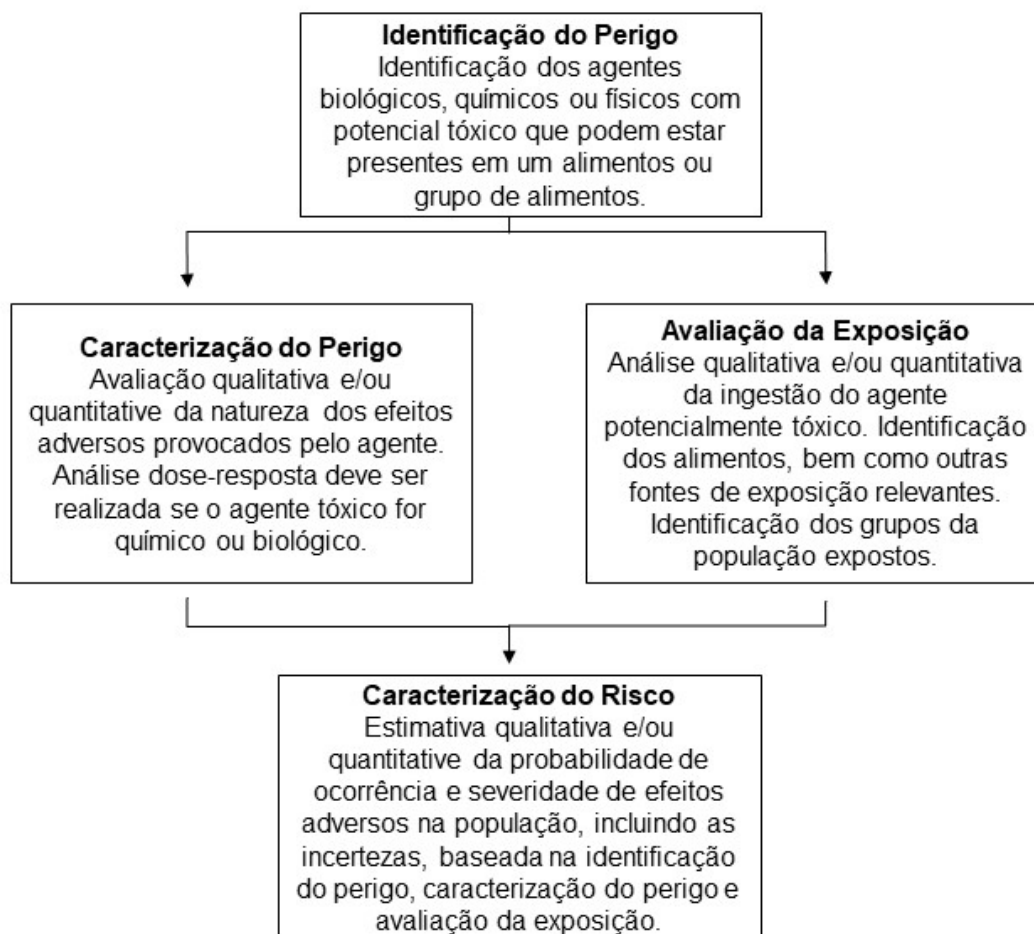 Identificação do Perigo
Identificação dos agentes
biológicos, químicos ou físicos com
potencial tóxico que podem estar
presentes em um alimentos ou
grupo de alimentos.
Caracterização do Perigo
Avaliação qualitativa e/ou
quantitative da natureza dos efeitos
adversos provocados pelo agente.
Análise dose-resposta deve ser
realizada se o agente tóxico for
químico ou biológico.
Avaliação da Exposição
Análise qualitativa e/ou quantitativa
da ingestão do agente
potencialmente tóxico. Identificação
dos alimentos, bem como outras
fontes de exposição relevantes.
Identificação dos grupos da
população expostos.
Caracterização do Risco
Estimativa qualitativa e/ou
quantitative da probabilidade de
ocorrência e severidade de efeitos
adversos na população, incluindo as
incertezas, baseada na identificação
do perigo, caracterização do perigo e
avaliação da exposição.